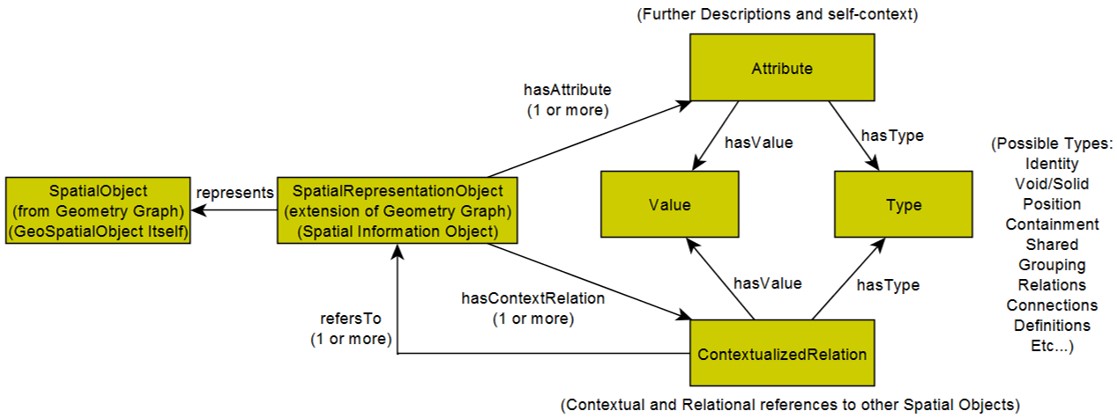 (Further Descriptions and self-context)
Attribute
hasAttribute
(1 or more)
hasValue
hasType
(Possible Types:
Identity
Void/Solid
Position
Containment
Shared
Grouping
Relations
Connections
Definitions
Etc...)
SpatialObject
(from Geometry Graph)
(GeoSpatialObject Itself)
represents
SpatialRepresentationObject
(extension of Geometry Graph)
(Spatial Information Object)
Value
Type
hasValue
hasType
hasContextRelation
(1 or more)
refersTo
(1 or more)
ContextualizedRelation
(Contextual and Relational references to other Spatial Objects)